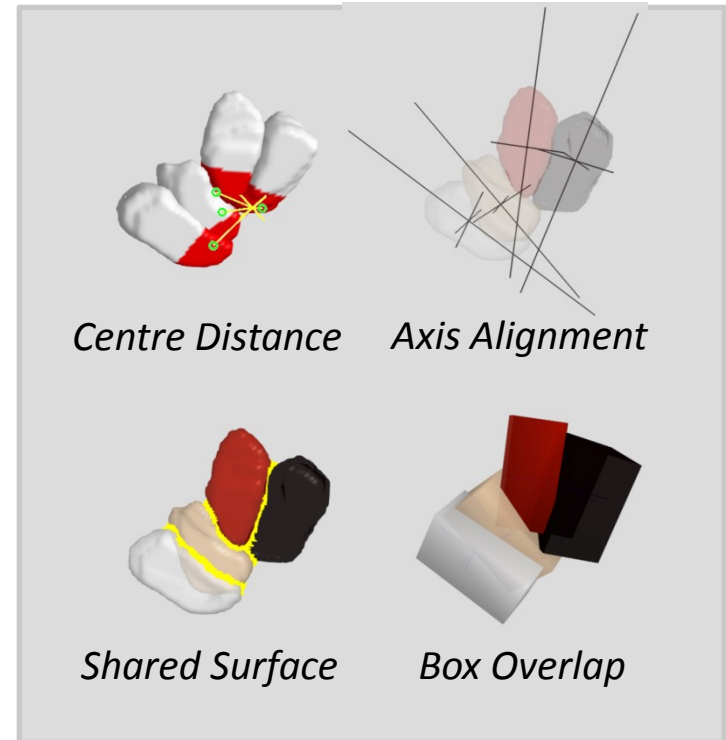 Centre Distance
Axis Alignment
Shared Surface
Box Overlap